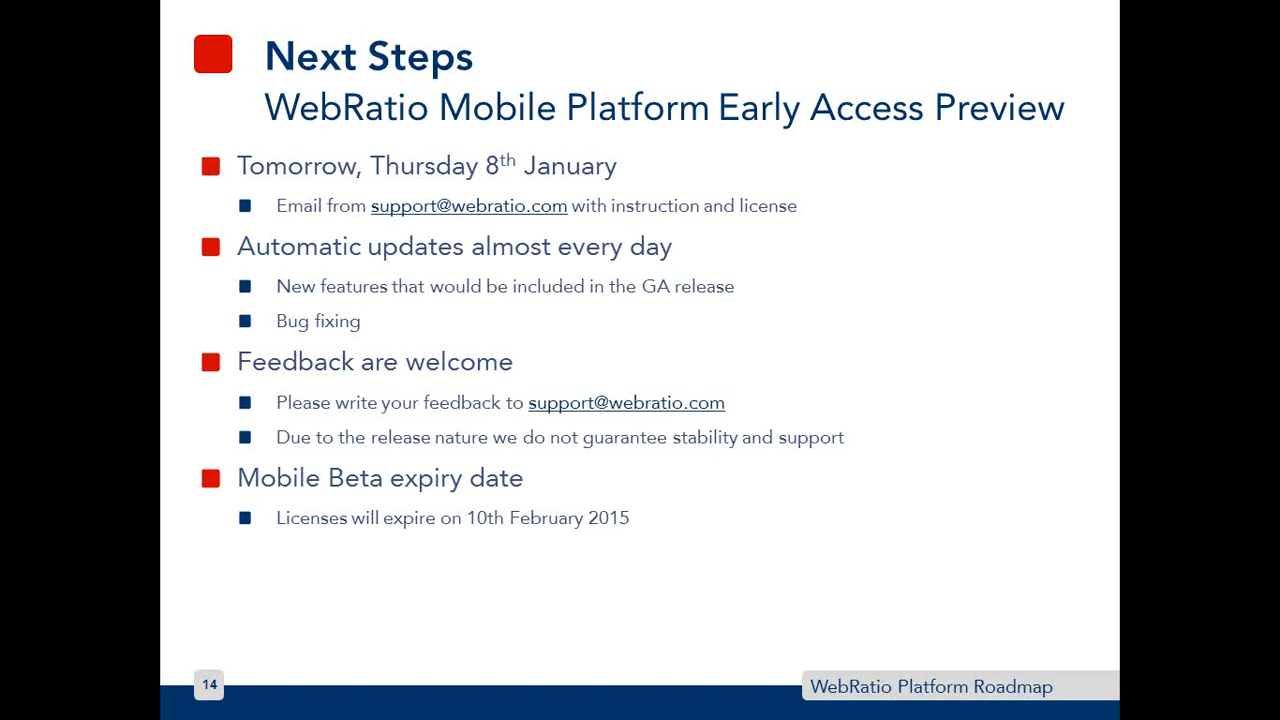 Next Steps
WebRatio Mobile Platform Early Access Preview
Tomorrow, Thursday 8th January
Email from support@webratio.com with instruction and license
Automatic updates almost every day
New features that would be included in the GA release
Bug fixing
Feedback are welcome
Please write your feedback to support@webratio.com
Due to the release nature we do not guarantee stability and support
Mobile Beta expiry date
Licenses will expire on 10th February 2015
14
WebRatio Platform Roadmap